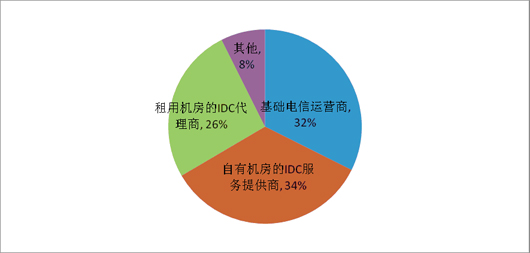 其他,
8%
基础电信运营商,
32%
租用机房的IDC代
理商, 26%
自有机房的IDC服
务提供商, 34%